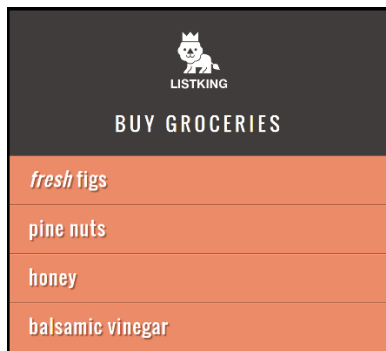 LISTKING
BUY GROCERIES
fresh figs
pine nuts
honey
balsamic vinegar